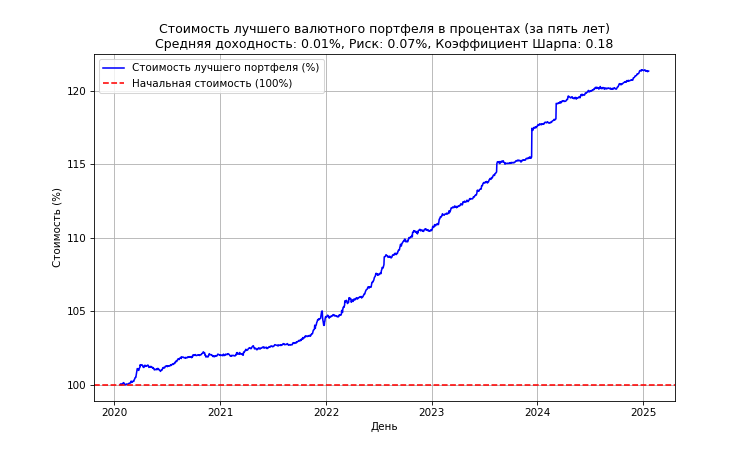 Стоимость лучшего валютного портфеля в процентах (за пять лет)
Средняя доходность: 0.01%, Риск: 0.07%, Коэффициент Шарпа: 0.18
Стоимость лучшего портфеля (%)
Начальная стоимость (100%)
Стоимость (%)
120
115
110
105
100
2020
2021
2022
2023
2024
2025
День